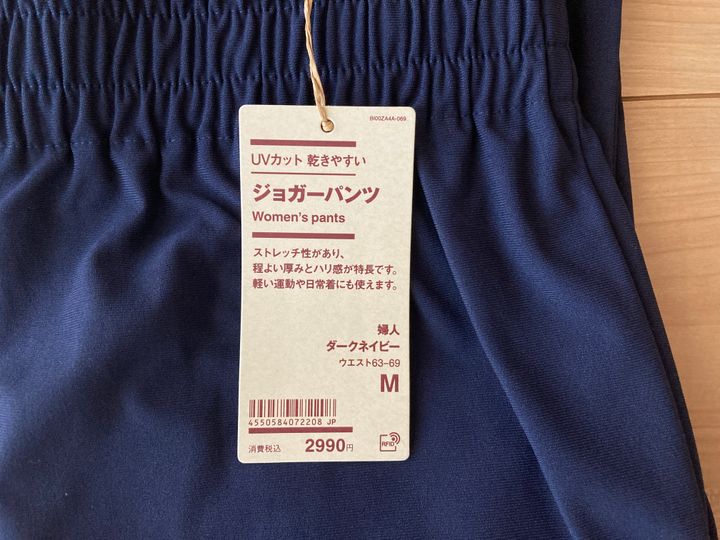 BI00ZA4A-069
UVカット 乾きやすい
ジョガーパンツ
Women's pants
ストレッチ性があり、
程よい厚みとハリ感が特長です。
軽い運動や日常着にも使えます。
婦人
ダークネイビー
ウエスト63-69
M
4550584072208 JP
消費税込 2990円
RFID